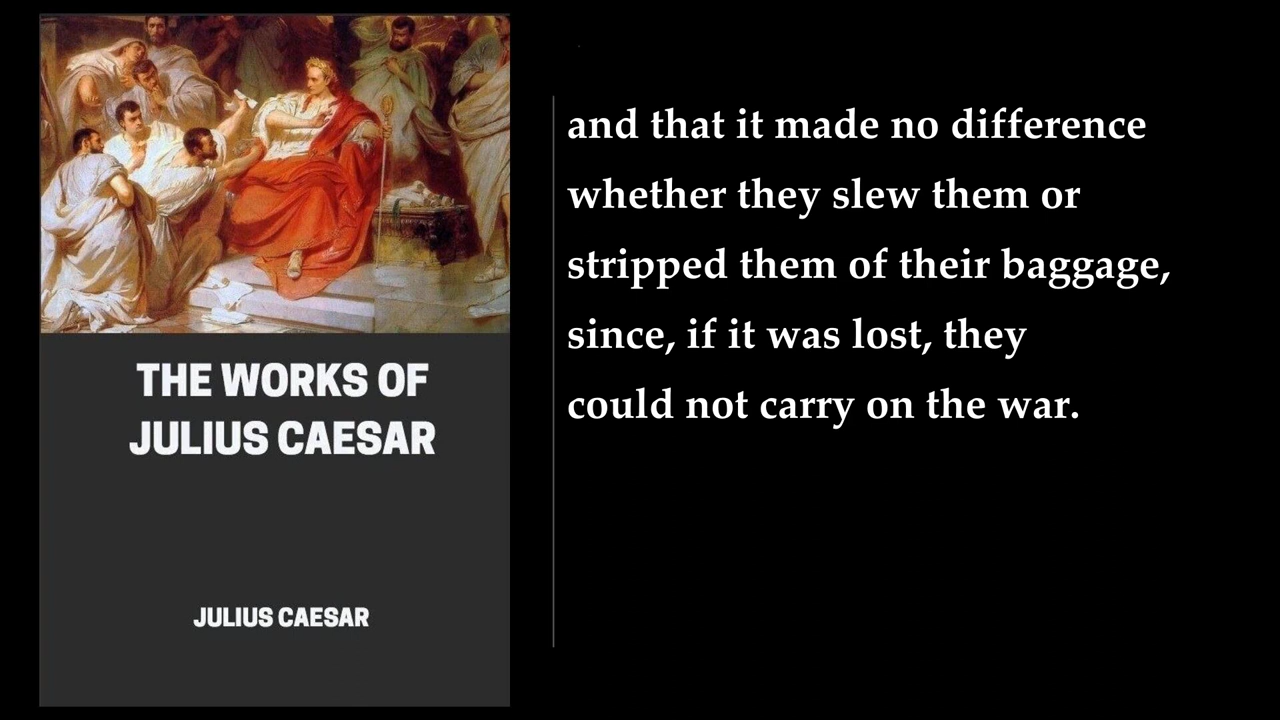 THE WORKS OF
JULIUS CAESAR
JULIUS CAESAR
and that it made no difference
whether they slew them or
stripped them of their baggage,
since, if it was lost, they
could not carry on the war.